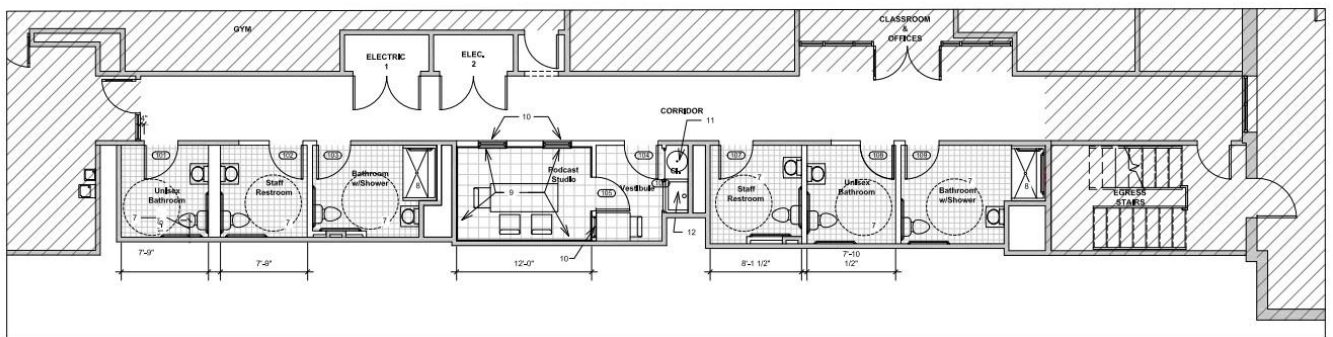 GYM
CLASSROOM
&
OFFICES
ELECTRIC
1
ELEC.
2
CORRIDOR
10
11
101
102
103
104
107
108
109
Unisex
Bathroom
7
Staff
Restroom
7
Bathroom
w/Shower
7
8
9
Podcast
Studio
105
Vestibule
Cl.
12
10
Staff
Restroom
7
Unisex
Bathroom
7
Bathroom
w/Shower
7
8
EGRESS
STAIRS
7'-9"
7'-9"
12'-0"
8'-1 1/2"
7'-10
1/2"